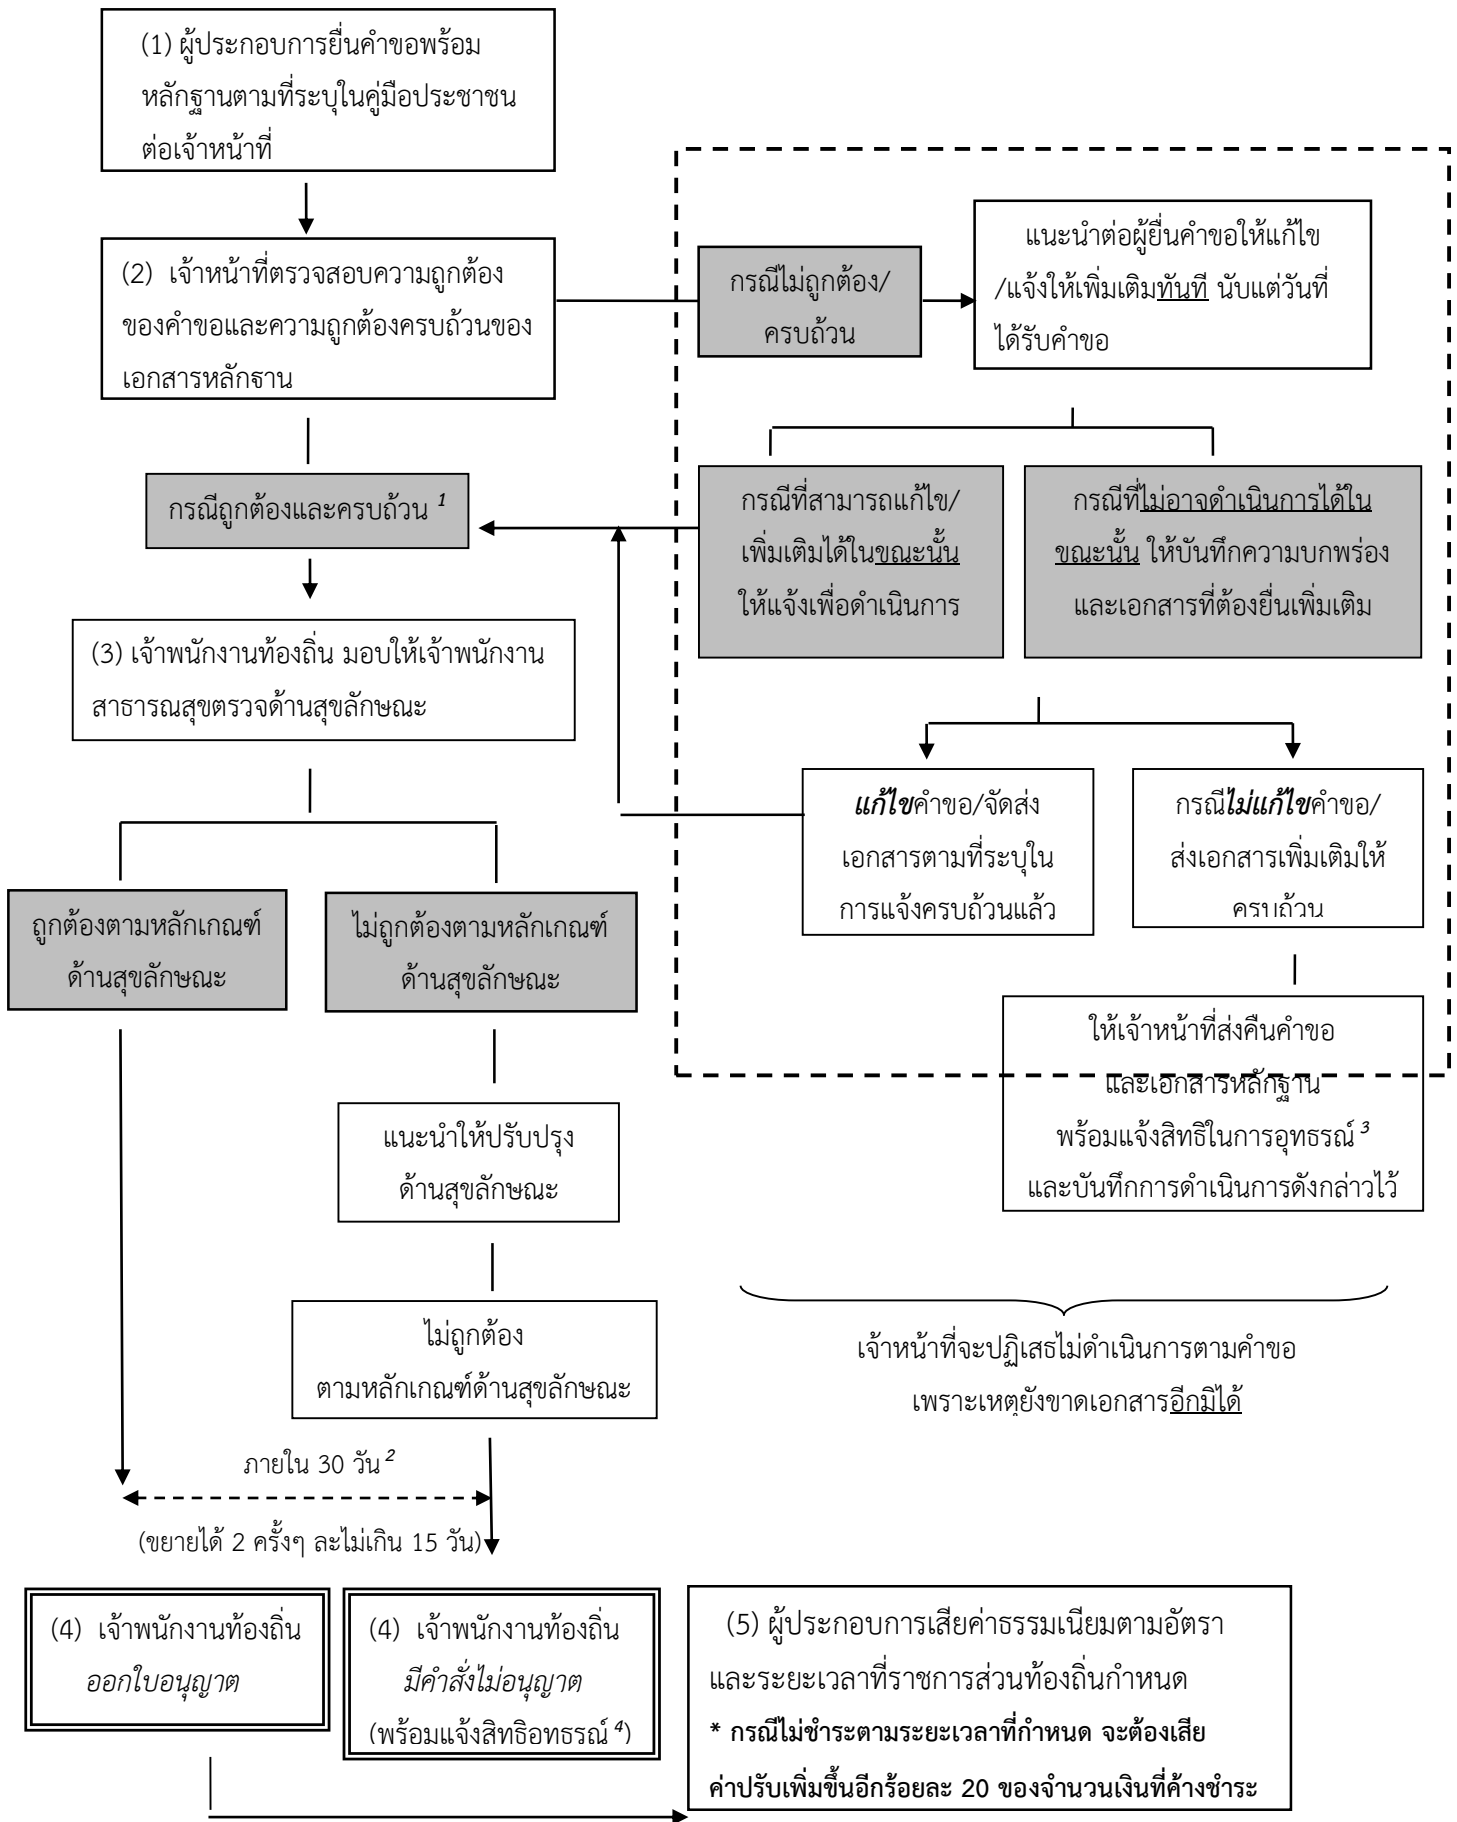 (1) ผู้ประกอบการยื่นคำขอพร้อม
หลักฐานตามที่ระบุในคู่มือประชาชน
ต่อเจ้าหน้าที่
(2) เจ้าหน้าที่ตรวจสอบความถูกต้อง
ของคำขอและความถูกต้องครบถ้วนของ
เอกสารหลักฐาน
กรณีไม่ถูกต้อง/
ครบถ้วน
แนะนำต่อผู้ยื่นคำขอให้แก้ไข
/แจ้งให้เพิ่มเติมทันที นับแต่วันที่
ได้รับคำขอ
กรณีถูกต้องและครบถ้วน 1
กรณีที่สามารถแก้ไข/
เพิ่มเติมได้ในขณะนั้น
ให้แจ้งเพื่อดำเนินการ
กรณีที่ไม่อาจดำเนินการได้ใน
ขณะนั้น ให้บันทึกความบกพร่อง
และเอกสารที่ต้องยื่นเพิ่มเติม
(3) เจ้าพนักงานท้องถิ่น มอบให้เจ้าพนักงาน
สาธารณสุขตรวจด้านสุขลักษณะ
แก้ไขคำขอ/จัดส่ง
เอกสารตามที่ระบุใน
การแจ้งครบถ้วนแล้ว
กรณีไม่แก้ไขคำขอ/
ส่งเอกสารเพิ่มเติมให้
ครบถ้วน
ถูกต้องตามหลักเกณฑ์
ด้านสุขลักษณะ
ไม่ถูกต้องตามหลักเกณฑ์
ด้านสุขลักษณะ
ให้เจ้าหน้าที่ส่งคืนคำขอ
และเอกสารหลักฐาน
พร้อมแจ้งสิทธิในการอุทธรณ์ 3
และบันทึกการดำเนินการดังกล่าวไว้
แนะนำให้ปรับปรุง
ด้านสุขลักษณะ
ไม่ถูกต้อง
ตามหลักเกณฑ์ด้านสุขลักษณะ
เจ้าหน้าที่จะปฏิเสธไม่ดำเนินการตามคำขอ
เพราะเหตุยังขาดเอกสารอีกมิได้
ภายใน 30 วัน 2
(ขยายได้ 2 ครั้งๆ ละไม่เกิน 15 วัน)
(4) เจ้าพนักงานท้องถิ่น
ออกใบอนุญาต
(4) เจ้าพนักงานท้องถิ่น
มีคำสั่งไม่อนุญาต
(พร้อมแจ้งสิทธิอทธรณ์ 4)
(5) ผู้ประกอบการเสียค่าธรรมเนียมตามอัตรา
และระยะเวลาที่ราชการส่วนท้องถิ่นกำหนด
* กรณีไม่ชำระตามระยะเวลาที่กำหนด จะต้องเสีย
ค่าปรับเพิ่มขึ้นอีกร้อยละ 20 ของจำนวนเงินที่ค้างชำระ